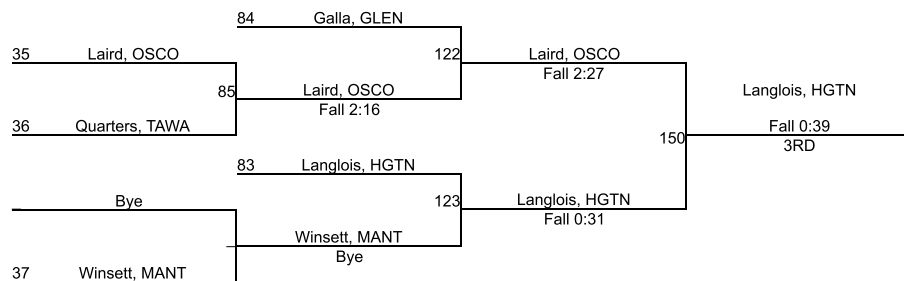 84 Galla, GLEN
35 Laird, OSCO
122 Laird, OSCO
Fall 2:27
85 Laird, OSCO
Fall 2:16
Langlois, HGTN
36 Quarters, TAWA
150 Fall 0:39
3RD
83 Langlois, HGTN
Bye
123 Langlois, HGTN
Fall 0:31
Winsett, MANT
Bye
37 Winsett, MANT